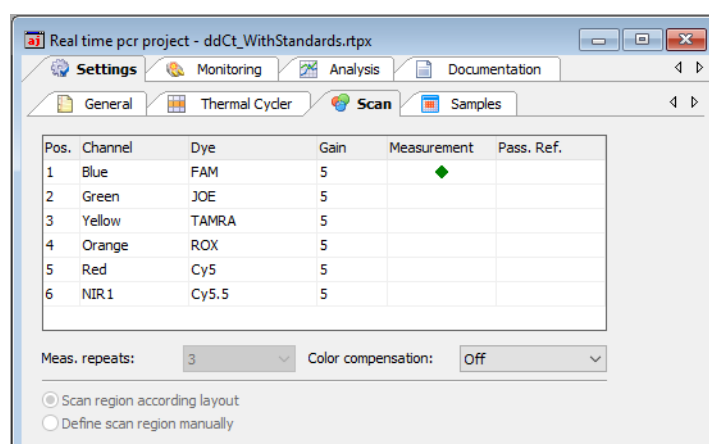 Real time pcr project - ddCt_WithStandards.rtpx
Settings Monitoring Analysis Documentation
General Thermal Cycler Scan Samples
Pos. Channel Dye Gain Measurement Pass. Ref.
1 Blue FAM 5
2 Green JOE 5
3 Yellow TAMRA 5
4 Orange ROX 5
5 Red Cy5 5
6 NIR1 Cy5.5 5
Meas. repeats: 3 Color compensation: Off
Scan region according layout
Define scan region manually